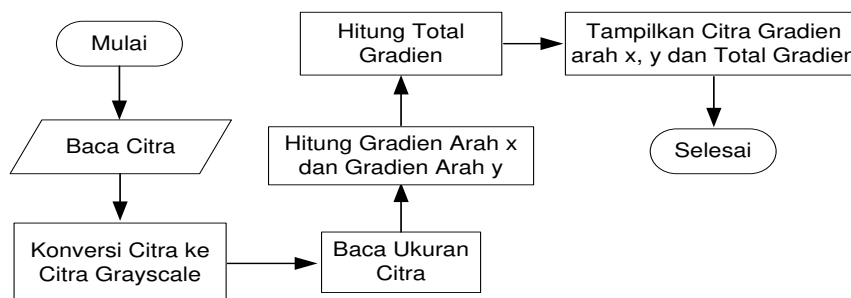 Mulai
Baca Citra
Konversi Citra ke
Citra Grayscale
Baca Ukuran
Citra
Hitung Gradien Arah x
dan Gradien Arah y
Hitung Total
Gradien
Tampilkan Citra Gradien
arah x, y dan Total Gradien
Selesai